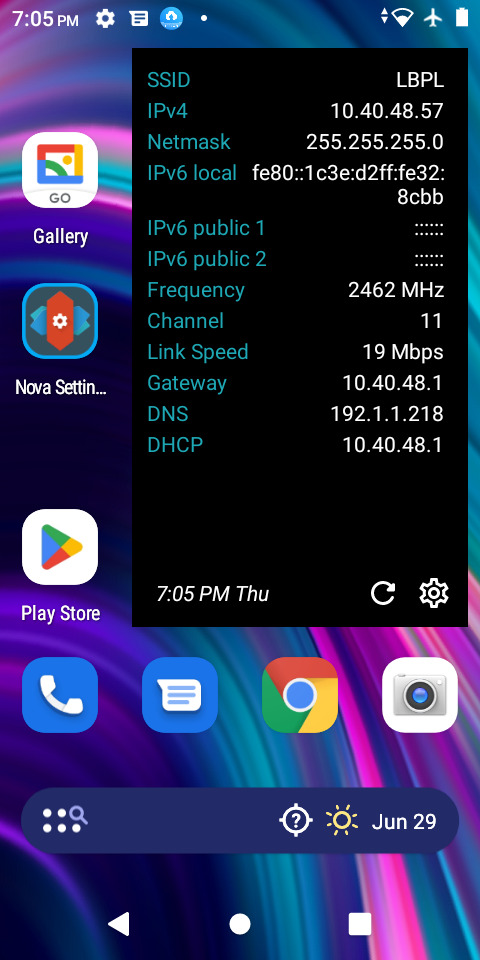 7:05 PM
SSID LBPL
IPv4 10.40.48.57
Netmask 255.255.255.0
IPv6 local fe80::1c3e:d2ff:fe32:
8cbb
IPv6 public 1 ::::::
IPv6 public 2 ::::::
Frequency 2462 MHz
Channel 11
Link Speed 19 Mbps
Gateway 10.40.48.1
DNS 192.1.1.218
DHCP 10.40.48.1
7:05 PM Thu
GO
Gallery
Nova Settin...
Play Store
Jun 29